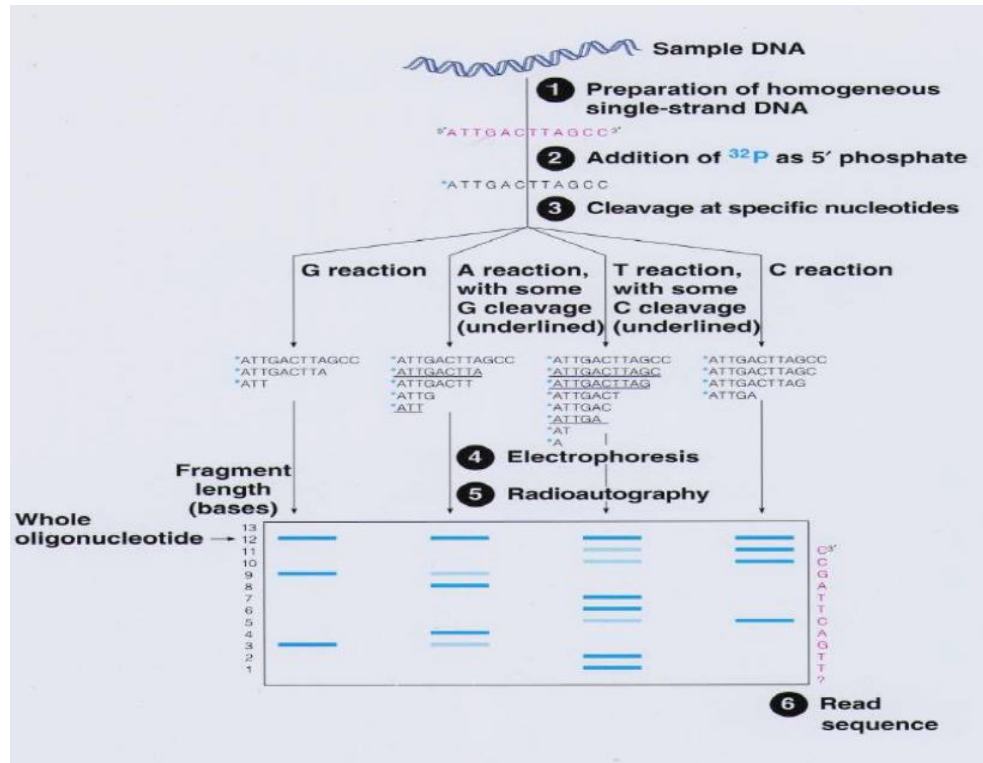 Sample DNA
1 Preparation of homogeneous
single-strand DNA
5'ATTGACTTAGCC3'
2 Addition of 32P as 5′ phosphate
*ATTGACTTAGCC
3 Cleavage at specific nucleotides
G reaction
A reaction,
with some
G cleavage
(underlined)
T reaction,
with some
C cleavage
(underlined)
C reaction
*ATTGACTTAGCC
*ATTGACTTA
*ATT
*ATTGACTTAGCC
*ATTGACTTA
*ATTGACTT
*ATTG
*ATT
*ATTGACTTAGCC
*ATTGACTTAGC
*ATTGACTTAG
*ATTGACT
*ATTGAC
*ATTGA
*AT
*A
*ATTGACTTAGCC
*ATTGACTTAGC
*ATTGACTTAG
*ATTGA
4 Electrophoresis
5 Radioautography
Fragment
length
(bases)
Whole
oligonucleotide
13
12
11
10
9
8
7
6
5
4
3
2
1
C3'
C
G
A
T
T
C
A
G
T
T
?
6 Read
sequence